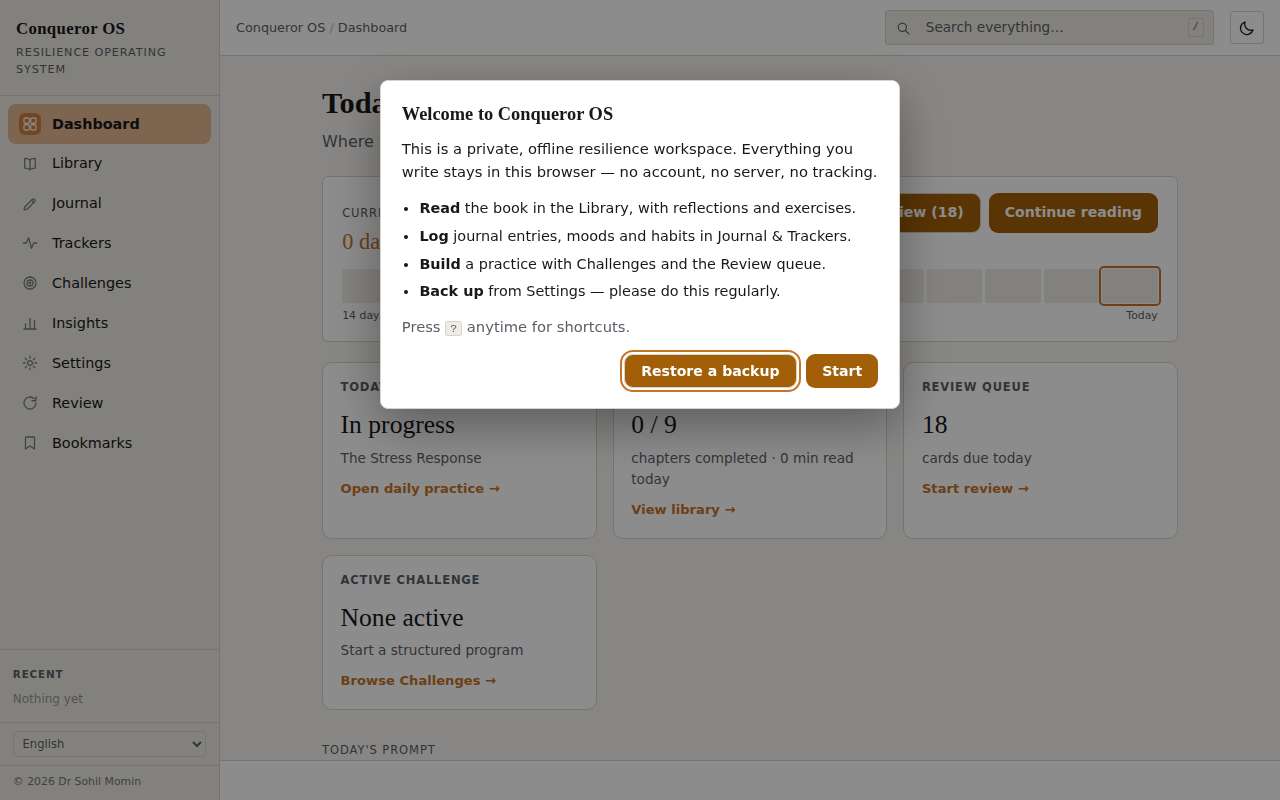 Conqueror OS
RESILIENCE OPERATING
SYSTEM
Dashboard
Library
Journal
Trackers
Challenges
Insights
Settings
Review
Bookmarks
RECENT
Nothing yet
English
© 2026 Dr Sohil Momin
Conqueror OS / Dashboard
Search everything…
/
Where
Welcome to Conqueror OS
This is a private, offline resilience workspace. Everything you
write stays in this browser — no account, no server, no tracking.
• Read the book in the Library, with reflections and exercises.
• Log journal entries, moods and habits in Journal & Trackers.
• Build a practice with Challenges and the Review queue.
• Back up from Settings — please do this regularly.
Press ? anytime for shortcuts.
Restore a backup
Start
(18)
Continue reading
0
14
Today
In progress
The Stress Response
Open daily practice →
0 / 9
chapters completed · 0 min read
today
View library →
REVIEW QUEUE
18
cards due today
Start review →
ACTIVE CHALLENGE
None active
Start a structured program
Browse Challenges →
TODAY'S PROMPT